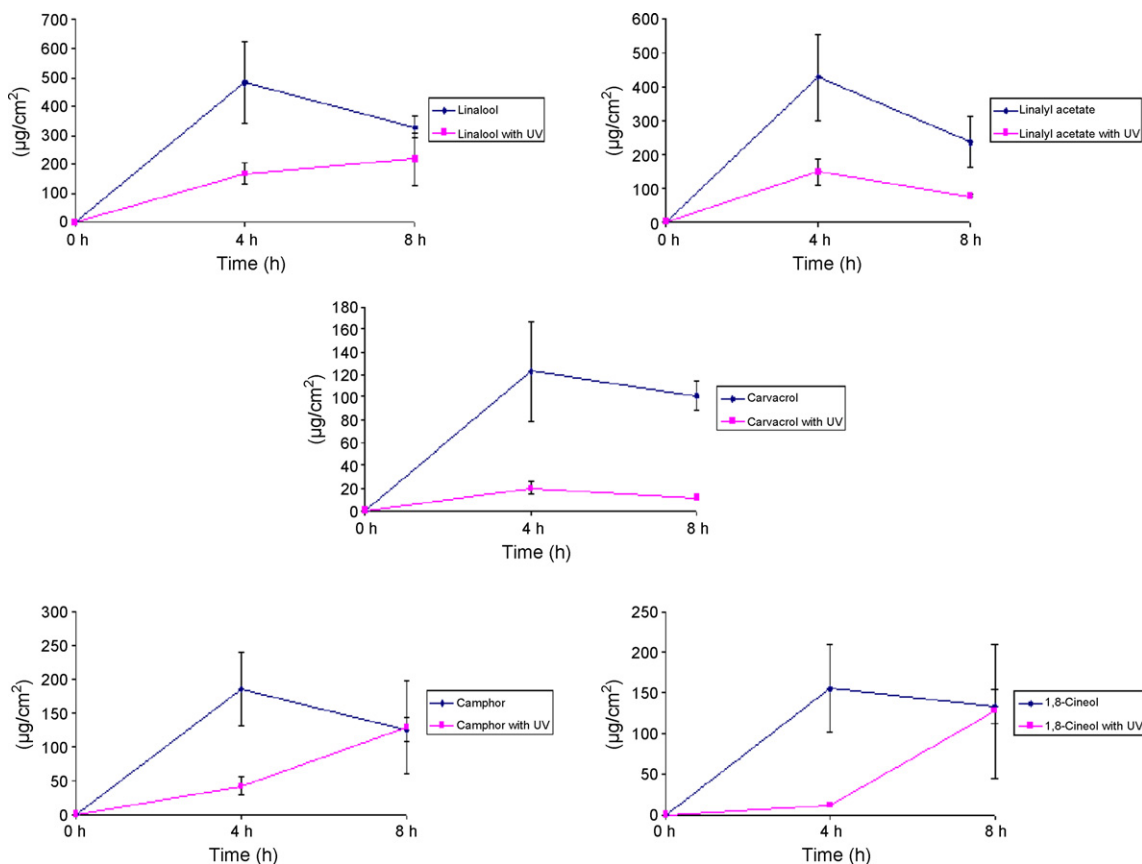 700
600
500
400
300
200
100
0
(µg/cm²)
0 h 4 h 8 h
Time (h)
Linalool
Linalool with UV
600
500
400
300
200
100
0
(µg/cm²)
0 h 4 h 8 h
Time (h)
Linalyl acetate
Linalyl acetate with UV
180
160
140
120
100
80
60
40
20
0
(µg/cm²)
0 h 4 h 8 h
Time (h)
Carvacrol
Carvacrol with UV
300
250
200
150
100
50
0
(µg/cm²)
0 h 4 h 8 h
Time (h)
Camphor
Camphor with UV
250
200
150
100
50
0
(µg/cm²)
0 h 4 h 8 h
Time (h)
1,8-Cineol
1,8-Cineol with UV